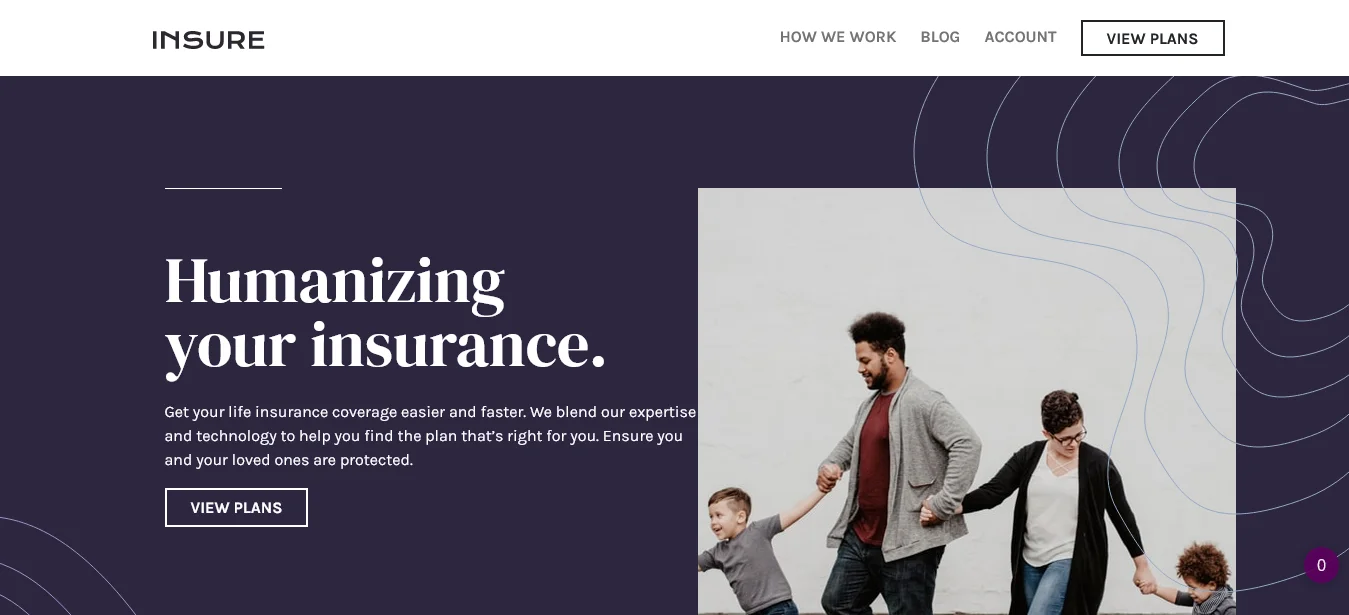 INSURE
HOW WE WORK
BLOG
ACCOUNT
VIEW PLANS
Humanizing
your insurance.
Get your life insurance coverage easier and faster. We blend our expertise
and technology to help you find the plan that’s right for you. Ensure you
and your loved ones are protected.
VIEW PLANS
0